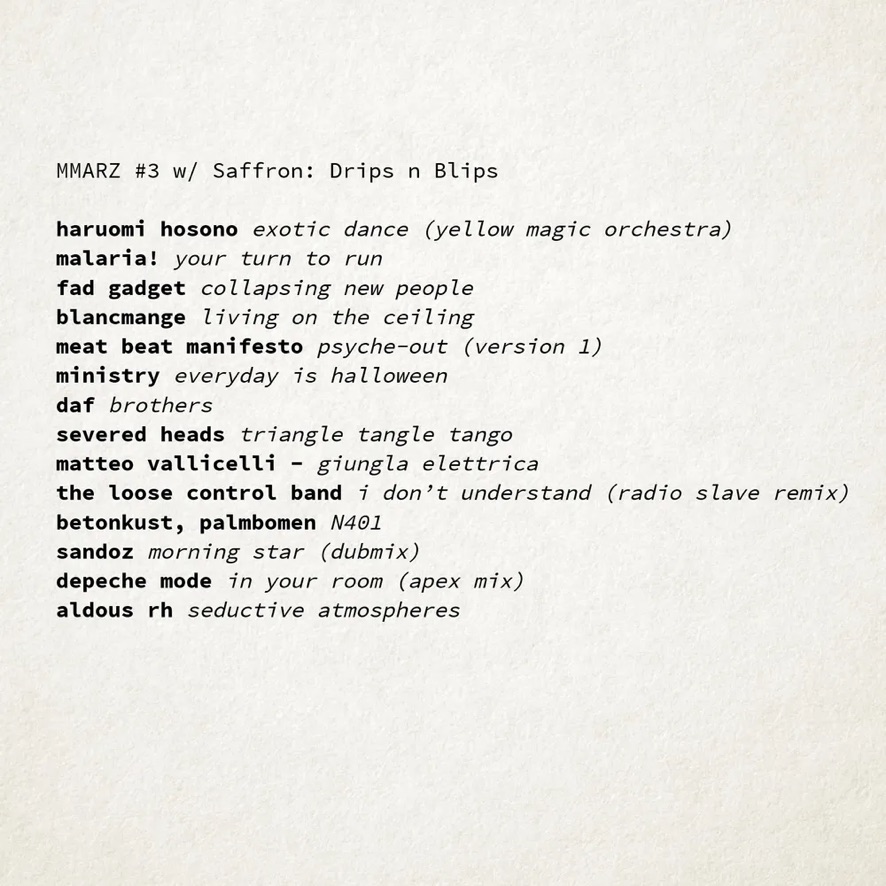 MMARZ #3 w/ Saffron: Drips n Blips
haruomi hosono exotic dance (yellow magic orchestra)
malaria! your turn to run
fad gadget collapsing new people
blancmange living on the ceiling
meat beat manifesto psyche-out (version 1)
ministry everyday is halloween
daf brothers
severed heads triangle tangle tango
matteo vallicelli – giungla elettrica
the loose control band i don’t understand (radio slave remix)
betonkust, palmbomen N401
sandoz morning star (dubmix)
depeche mode in your room (apex mix)
aldous rh seductive atmospheres